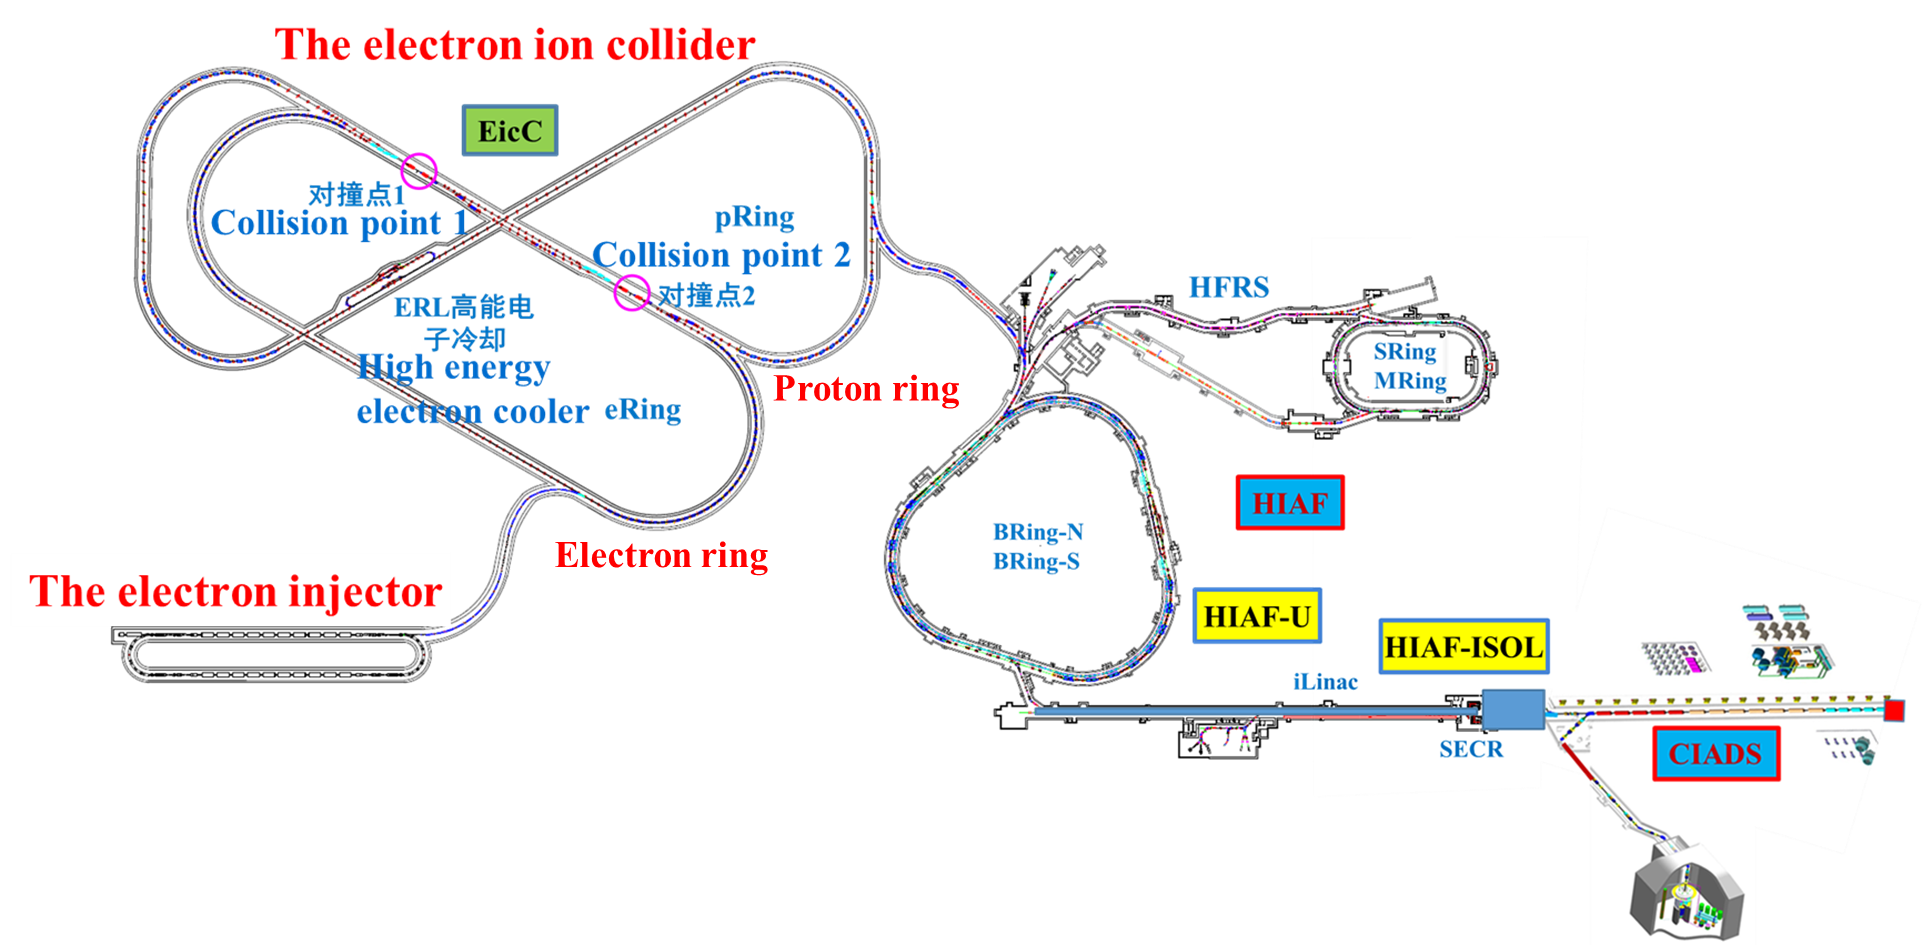 The electron ion collider
EicC
对撞点1
Collision point 1
pRing
Collision point 2
对撞点2
ERL高能电
子冷却
High energy
electron cooler
eRing
Proton ring
Electron ring
The electron injector
HFRS
SRing
MRing
HIAF
BRing-N
BRing-S
HIAF-U
HIAF-ISOL
iLinac
SECR
CIADS